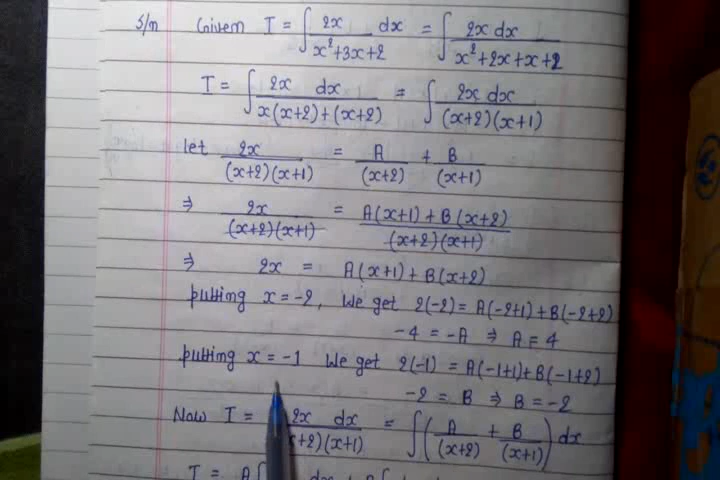 S/n Given I = ∫ 2x/(x²+3x+2) dx = ∫ 2x dx/(x²+2x+x+2)
I = ∫ 2x dx/(x(x+2)+(x+2)) = ∫ 2x dx/((x+2)(x+1))
let 2x/((x+2)(x+1)) = A/(x+2) + B/(x+1)
⇒ 2x/((x+2)(x+1)) = (A(x+1)+B(x+2))/((x+2)(x+1))
⇒ 2x = A(x+1)+B(x+2)
putting x=-2, We get 2(-2)=A(-2+1)+B(-2+2)
-4 = -A ⇒ A=4
putting x=-1 We get 2(-1) = A(-1+1)+B(-1+2)
-2 = B ⇒ B=-2
Now I = 2x dx/(x+2)(x+1) = ∫(A/(x+2) + B/(x+1)) dx
I = A∫